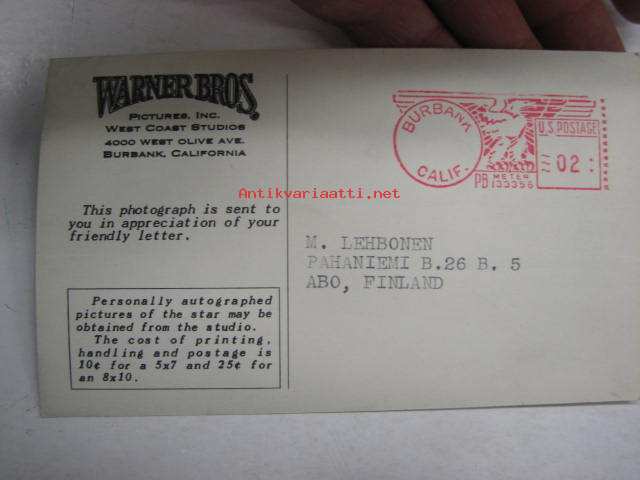 WARNER BROS.
PICTURES, INC.
WEST COAST STUDIOS
4000 WEST OLIVE AVE.
BURBANK, CALIFORNIA
This photograph is sent to
you in appreciation of your
friendly letter.
Personally autographed
pictures of the star may be
obtained from the studio.
The cost of printing,
handling and postage is
10¢ for a 5x7 and 25¢ for
an 8x10.
BURBANK
CALIF.
U.S. POSTAGE
02
PB METER
133356
M. LEHBONEN
PAHANIEMI B.26 B. 5
ABO, FINLAND
Antikvariaatti.net